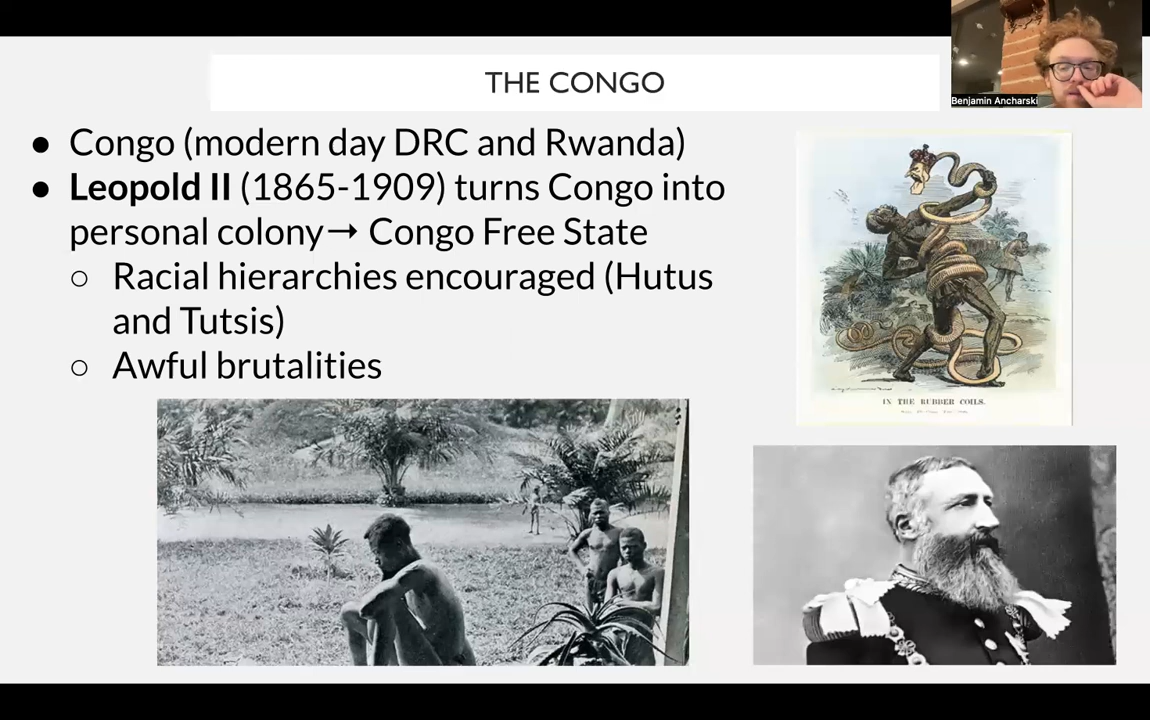 THE CONGO
Benjamin Ancharski
● Congo (modern day DRC and Rwanda)
● Leopold II (1865-1909) turns Congo into
personal colony→ Congo Free State
○ Racial hierarchies encouraged (Hutus
and Tutsis)
○ Awful brutalities
IN THE RUBBER COILS.